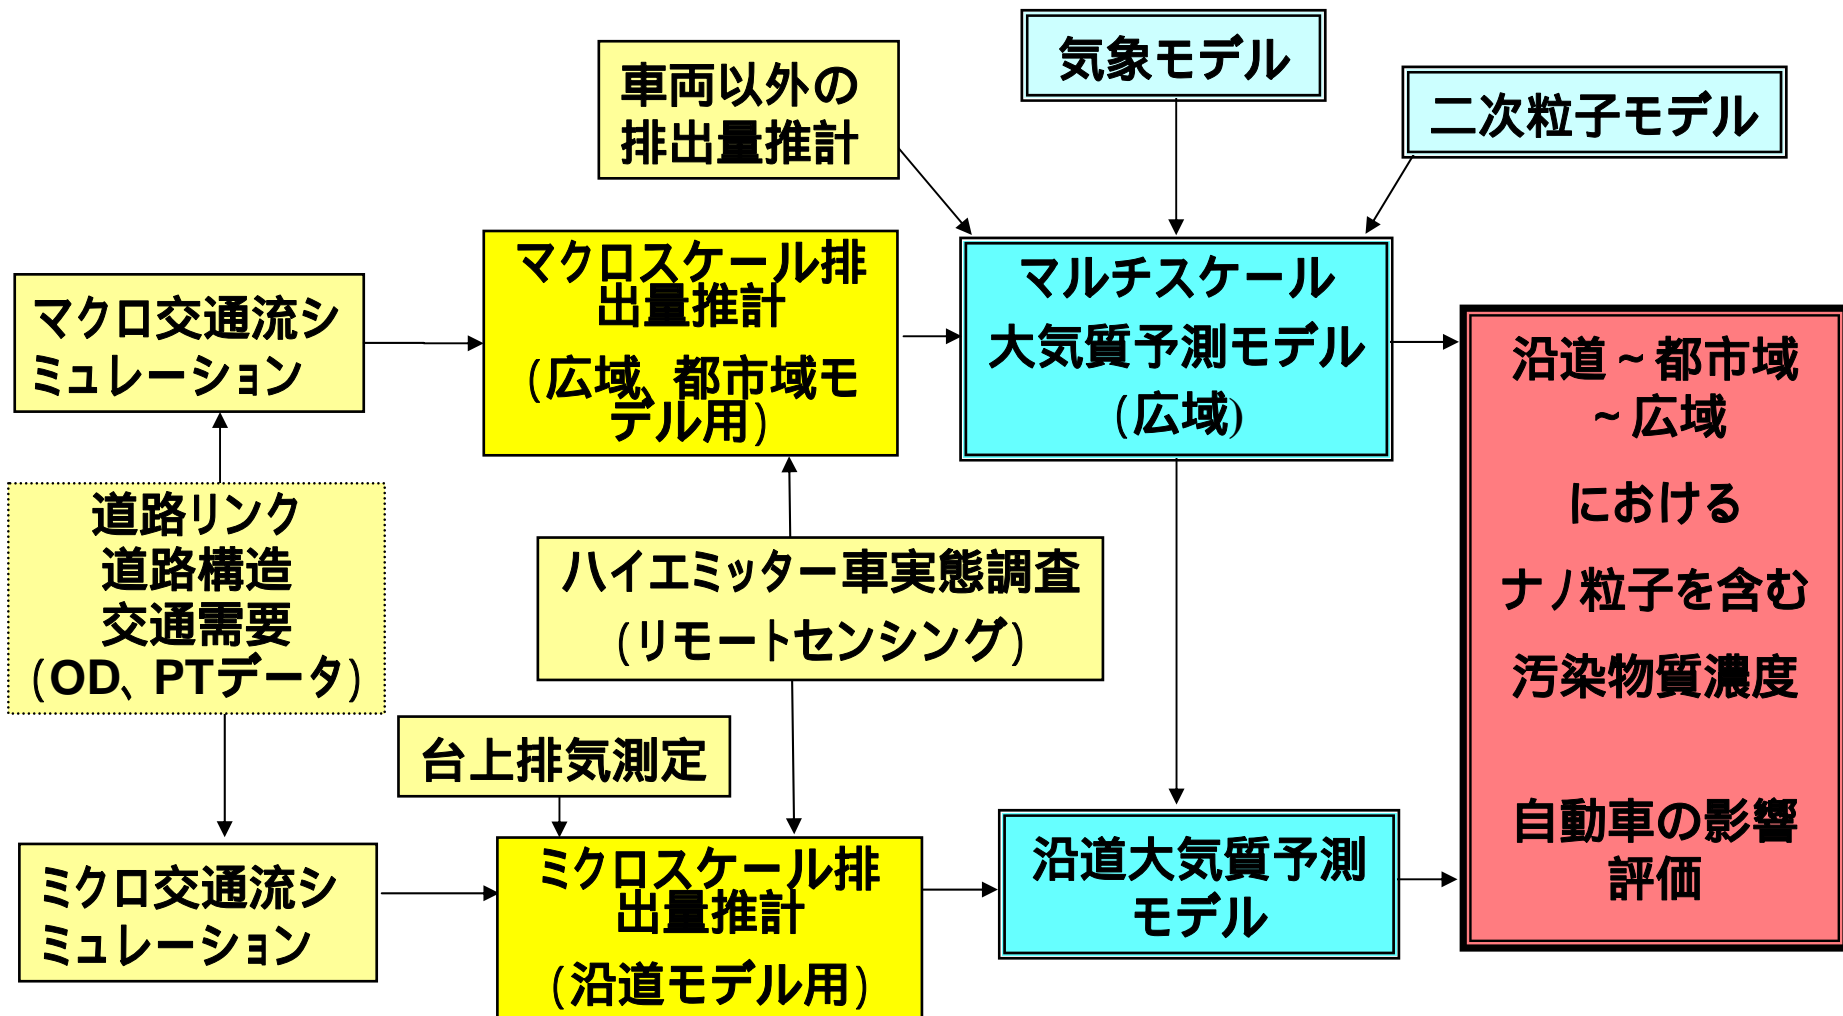 気象モデル
車両以外の
排出量推計
二次粒子モデル
マクロスケール排
出量推計
(広域、都市域モ
デル用)
マルチスケール
大気質予測モデル
(広域)
マクロ交通流シ
ミュレーション
沿道~都市域
~広域
における
ナノ粒子を含む
汚染物質濃度
自動車の影響
評価
道路リンク
道路構造
交通需要
(OD、PTデータ)
ハイエミッター車実態調査
(リモートセンシング)
台上排気測定
ミクロ交通流シ
ミュレーション
ミクロスケール排
出量推計
(沿道モデル用)
沿道大気質予測
モデル